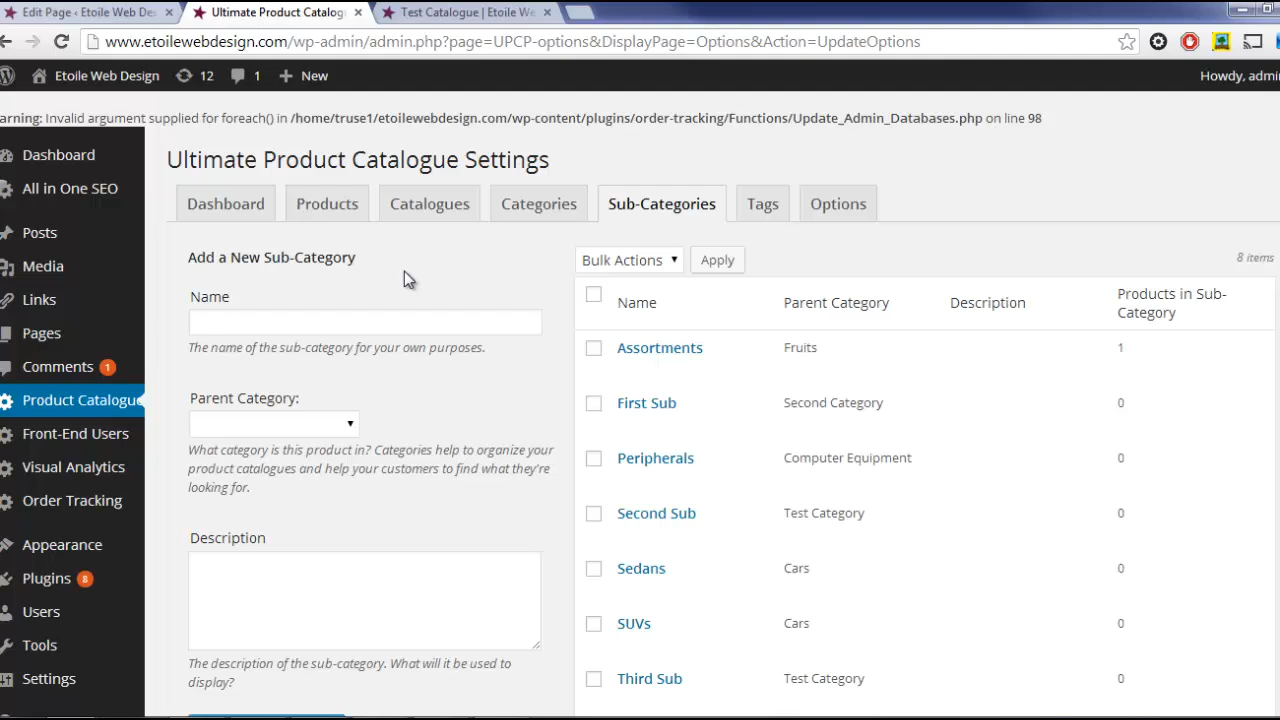 Edit Page ‹ Etoile Web De
Ultimate Product Catalog
Test Catalogue | Etoile We
www.etoilewebdesign.com/wp-admin/admin.php?page=UPCP-options&DisplayPage=Options&Action=UpdateOptions
Etoile Web Design 12 1 + New
Howdy, admi
arning: Invalid argument supplied for foreach() in /home/truse1/etoilewebdesign.com/wp-content/plugins/order-tracking/Functions/Update_Admin_Databases.php on line 98
Dashboard
All in One SEO
Posts
Media
Links
Pages
Comments 1
Product Catalogue
Front-End Users
Visual Analytics
Order Tracking
Appearance
Plugins 8
Users
Tools
Settings
Ultimate Product Catalogue Settings
Dashboard Products Catalogues Categories Sub-Categories Tags Options
Add a New Sub-Category
Name
The name of the sub-category for your own purposes.
Parent Category:
What category is this product in? Categories help to organize your
product catalogues and help your customers to find what they're
looking for.
Description
The description of the sub-category. What will it be used to
display?
Bulk Actions Apply
8 items
Name Parent Category Description Products in Sub-
Category
Assortments Fruits 1
First Sub Second Category 0
Peripherals Computer Equipment 0
Second Sub Test Category 0
Sedans Cars 0
SUVs Cars 0
Third Sub Test Category 0